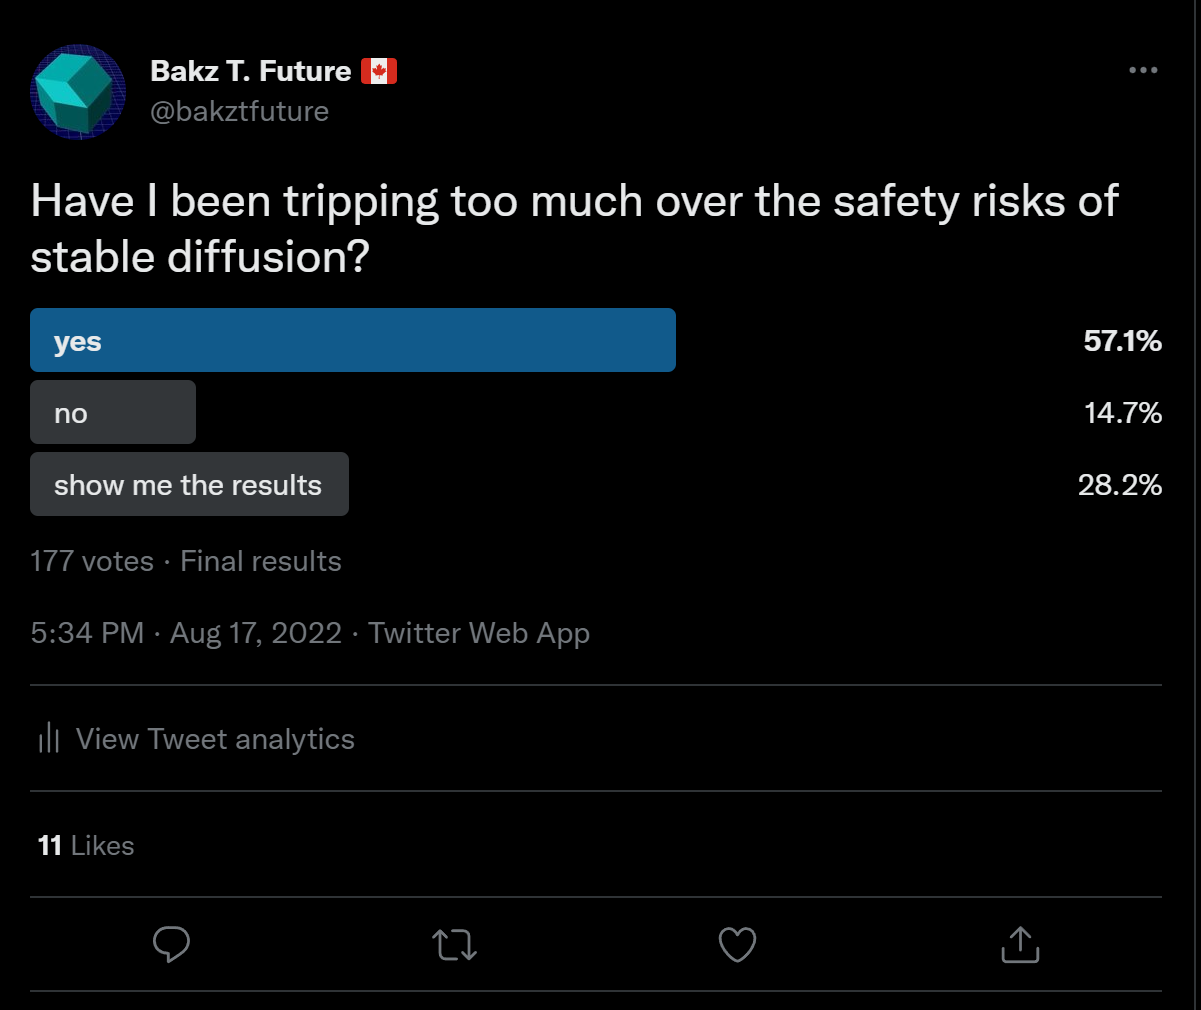 Bakz T. Future 🇨🇦
@bakztfuture
Have I been tripping too much over the safety risks of
stable diffusion?
yes 57.1%
no 14.7%
show me the results 28.2%
177 votes · Final results
5:34 PM · Aug 17, 2022 · Twitter Web App
View Tweet analytics
11 Likes